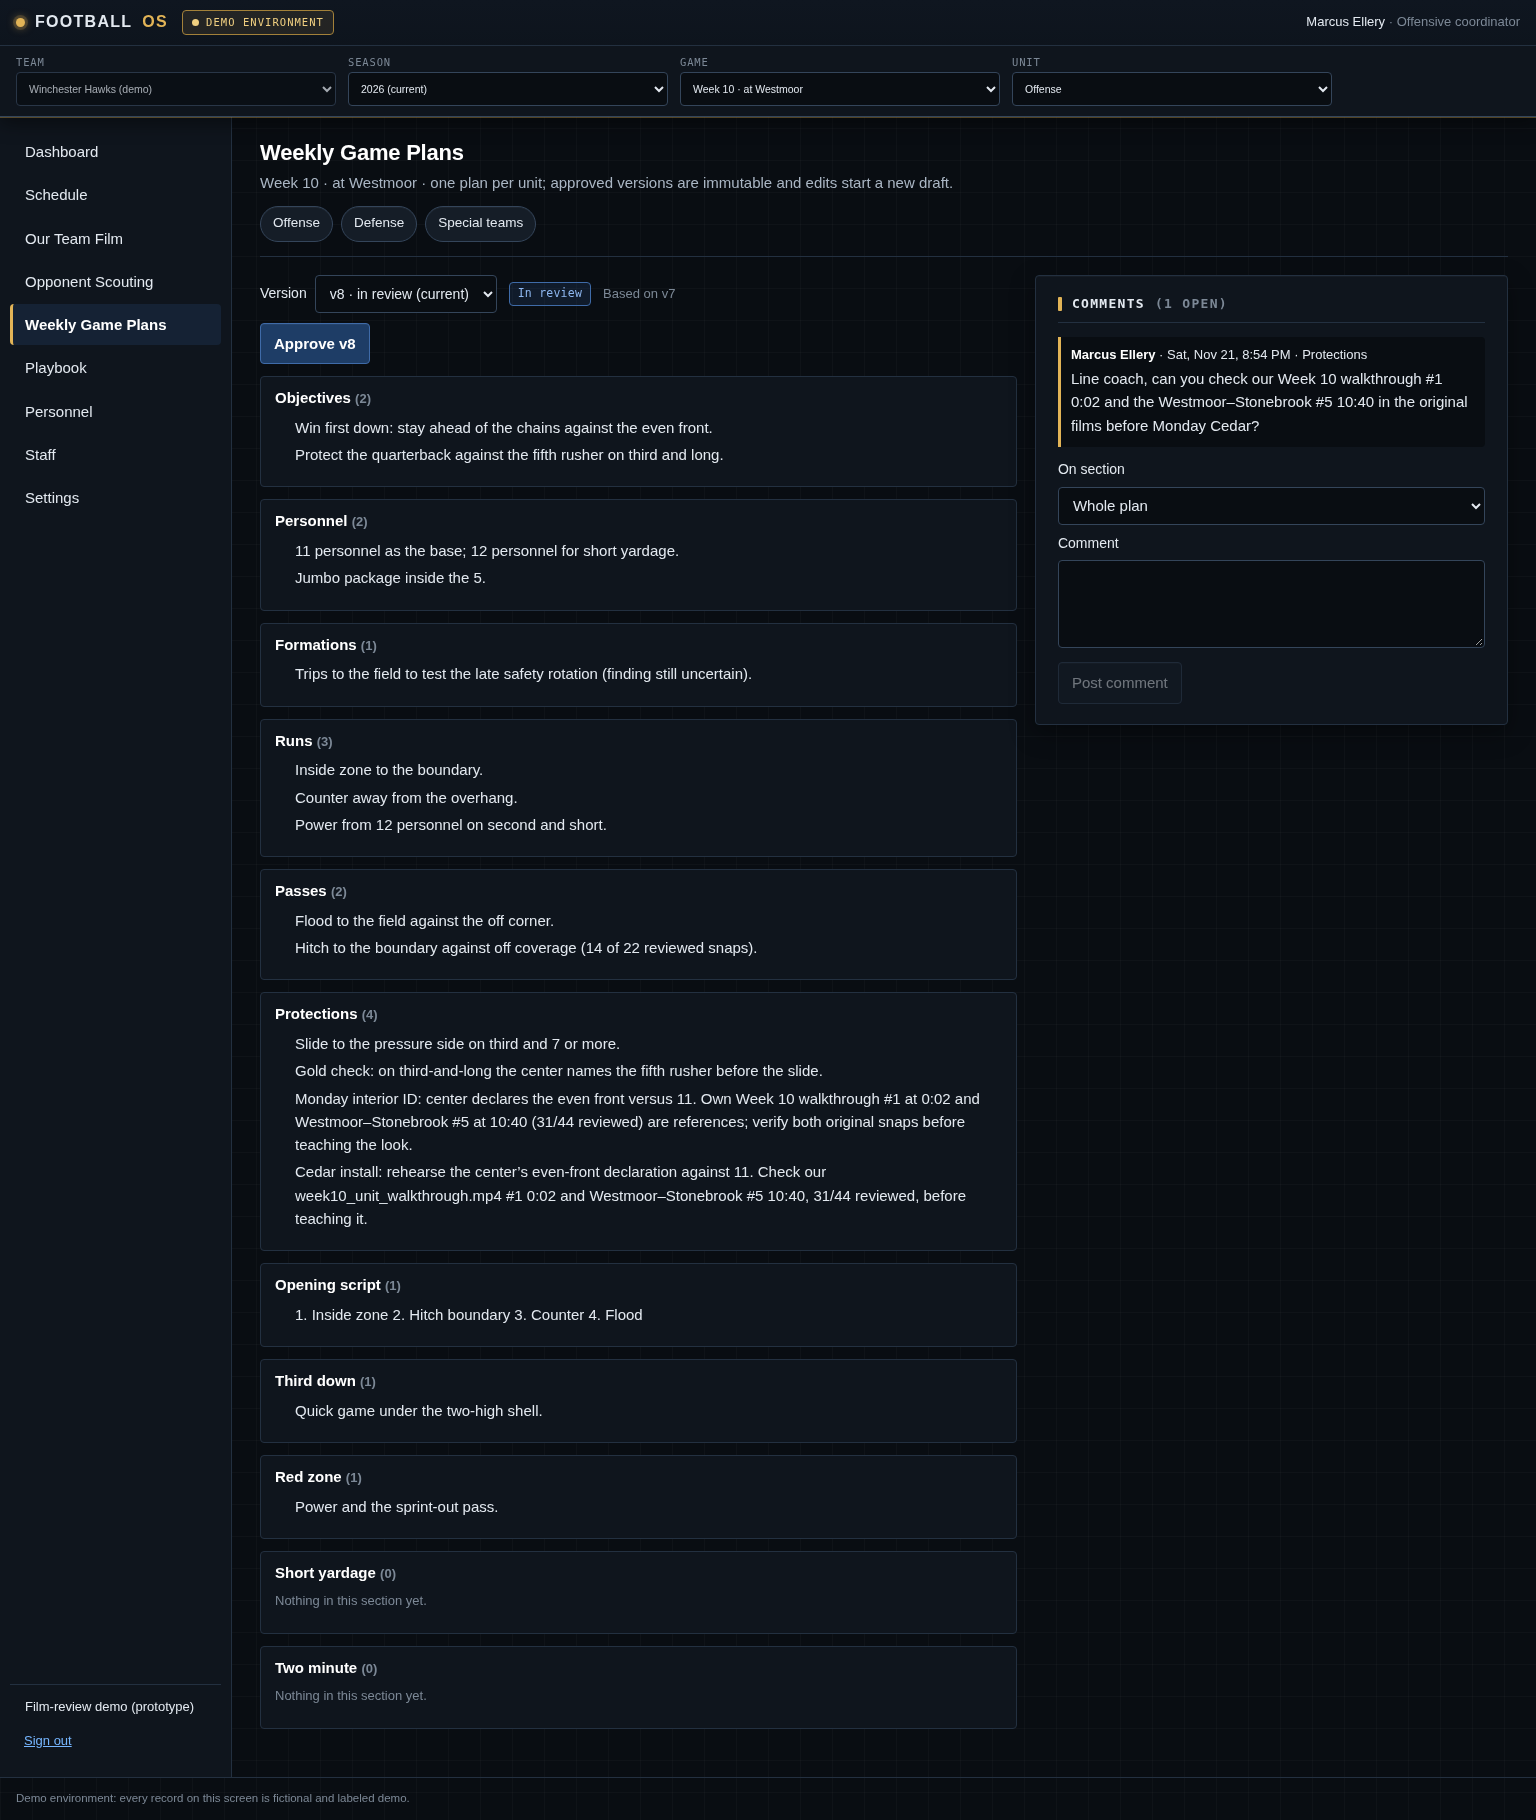 FOOTBALL OS
DEMO ENVIRONMENT
Marcus Ellery · Offensive coordinator
TEAM
Winchester Hawks (demo)
SEASON
2026 (current)
GAME
Week 10 · at Westmoor
UNIT
Offense
Dashboard
Schedule
Our Team Film
Opponent Scouting
Weekly Game Plans
Playbook
Personnel
Staff
Settings
Film-review demo (prototype)
Sign out
Weekly Game Plans
Week 10 · at Westmoor · one plan per unit; approved versions are immutable and edits start a new draft.
Offense
Defense
Special teams
Version
v8 · in review (current)
In review
Based on v7
Approve v8
Objectives (2)
Win first down: stay ahead of the chains against the even front.
Protect the quarterback against the fifth rusher on third and long.
Personnel (2)
11 personnel as the base; 12 personnel for short yardage.
Jumbo package inside the 5.
Formations (1)
Trips to the field to test the late safety rotation (finding still uncertain).
Runs (3)
Inside zone to the boundary.
Counter away from the overhang.
Power from 12 personnel on second and short.
Passes (2)
Flood to the field against the off corner.
Hitch to the boundary against off coverage (14 of 22 reviewed snaps).
Protections (4)
Slide to the pressure side on third and 7 or more.
Gold check: on third-and-long the center names the fifth rusher before the slide.
Monday interior ID: center declares the even front versus 11. Own Week 10 walkthrough #1 at 0:02 and
Westmoor–Stonebrook #5 at 10:40 (31/44 reviewed) are references; verify both original snaps before
teaching the look.
Cedar install: rehearse the center’s even-front declaration against 11. Check our
week10_unit_walkthrough.mp4 #1 0:02 and Westmoor–Stonebrook #5 10:40, 31/44 reviewed, before
teaching it.
Opening script (1)
1. Inside zone 2. Hitch boundary 3. Counter 4. Flood
Third down (1)
Quick game under the two-high shell.
Red zone (1)
Power and the sprint-out pass.
Short yardage (0)
Nothing in this section yet.
Two minute (0)
Nothing in this section yet.
COMMENTS (1 OPEN)
Marcus Ellery · Sat, Nov 21, 8:54 PM · Protections
Line coach, can you check our Week 10 walkthrough #1
0:02 and the Westmoor–Stonebrook #5 10:40 in the original
films before Monday Cedar?
On section
Whole plan
Comment
Post comment
Demo environment: every record on this screen is fictional and labeled demo.